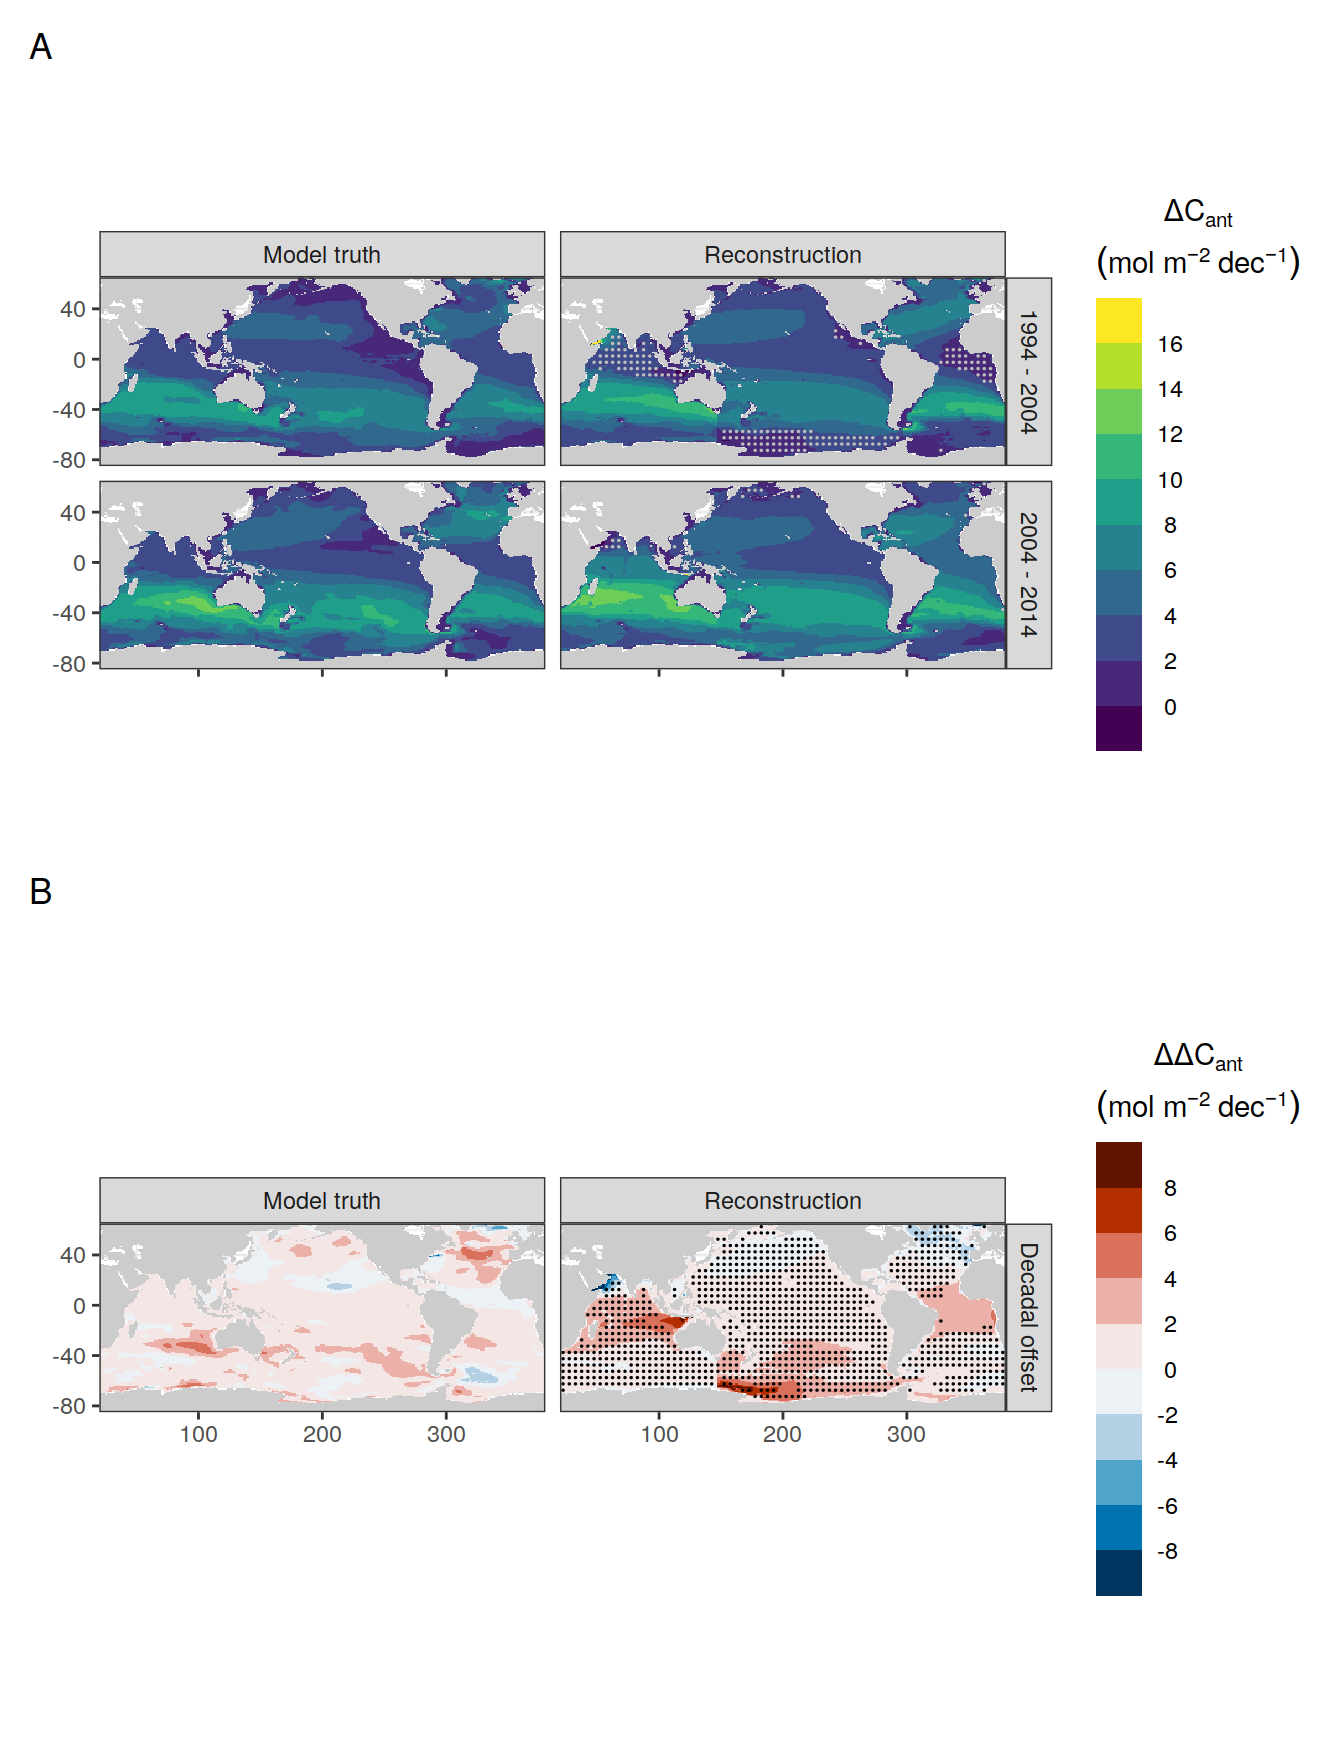 A
Model truth
Reconstruction
ΔCant
(mol m−2 dec−1)
40
0
-40
-80
1994 - 2004
40
0
-40
-80
2004 - 2014
16
14
12
10
8
6
4
2
0
B
Model truth
Reconstruction
ΔΔCant
(mol m−2 dec−1)
40
0
-40
-80
Decadal offset
100
200
300
100
200
300
8
6
4
2
0
-2
-4
-6
-8